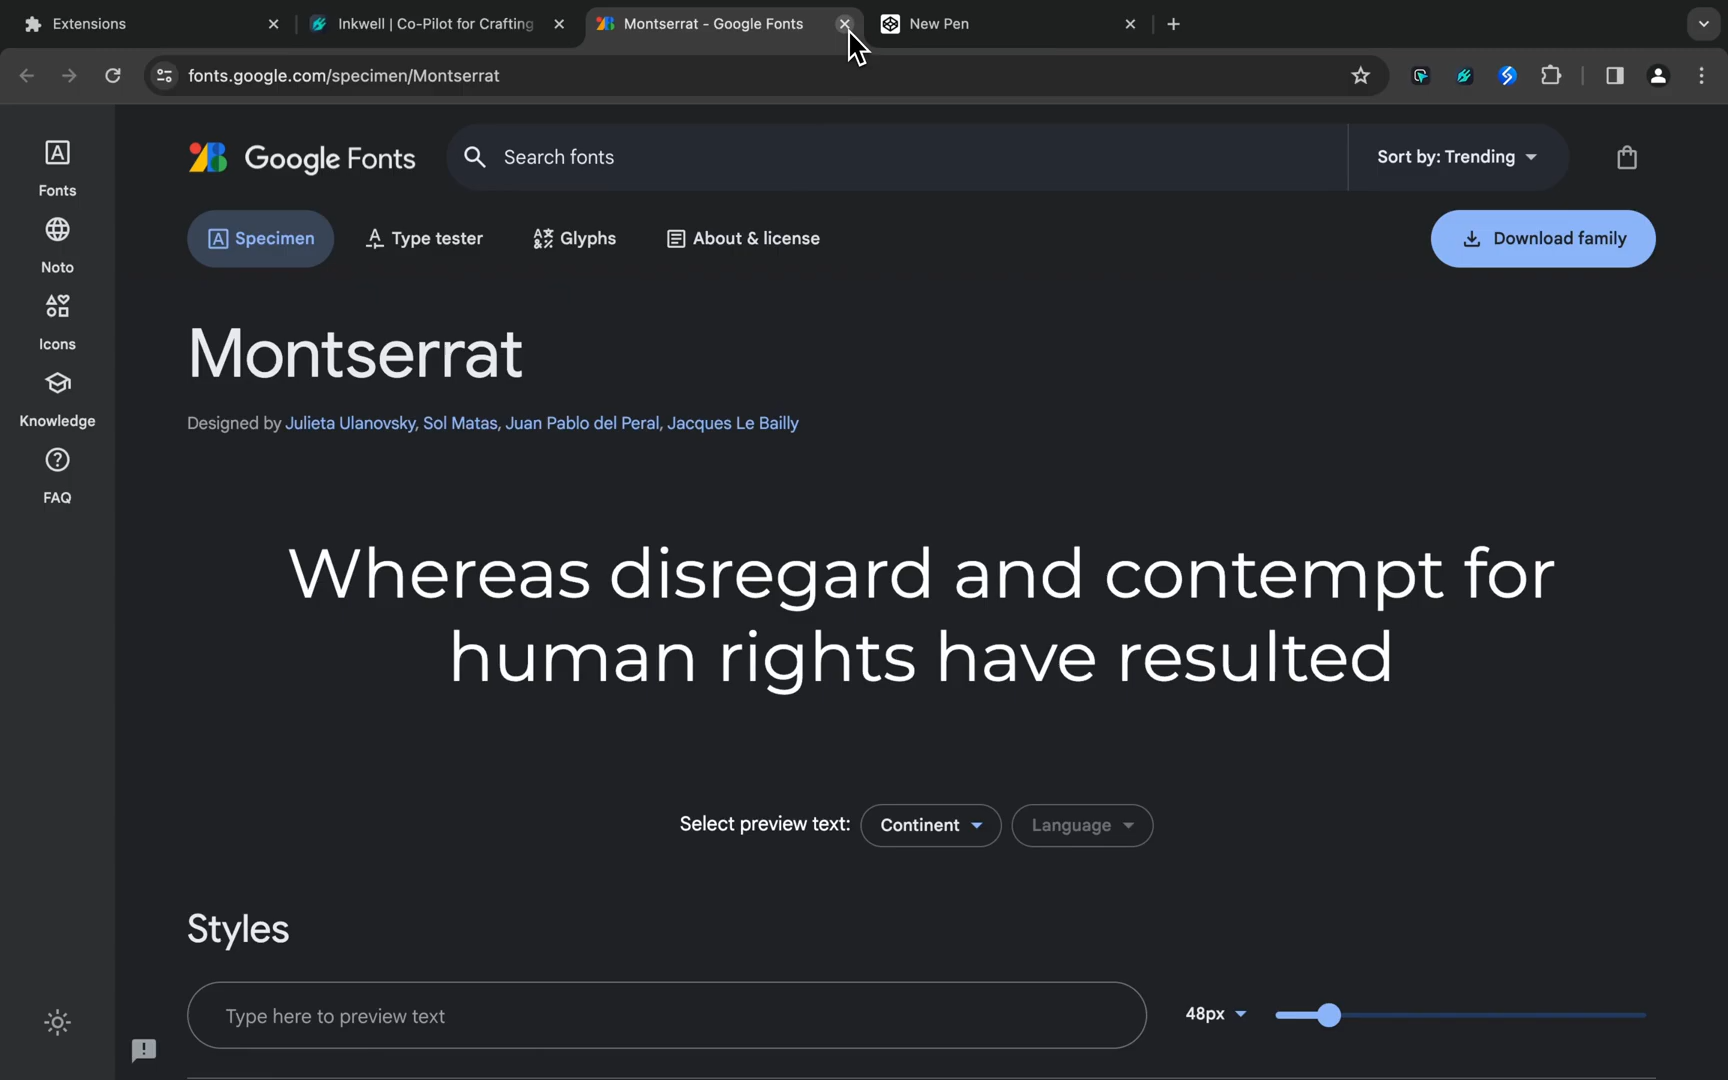 Extensions
Inkwell | Co-Pilot for Crafting
Montserrat - Google Fonts
New Pen
fonts.google.com/specimen/Montserrat
Google Fonts
Search fonts
Sort by: Trending
Fonts
Noto
Icons
Knowledge
FAQ
Specimen
Type tester
Glyphs
About & license
Download family
Montserrat
Designed by Julieta Ulanovsky, Sol Matas, Juan Pablo del Peral, Jacques Le Bailly
Whereas disregard and contempt for
human rights have resulted
Select preview text:
Continent
Language
Styles
Type here to preview text
48px